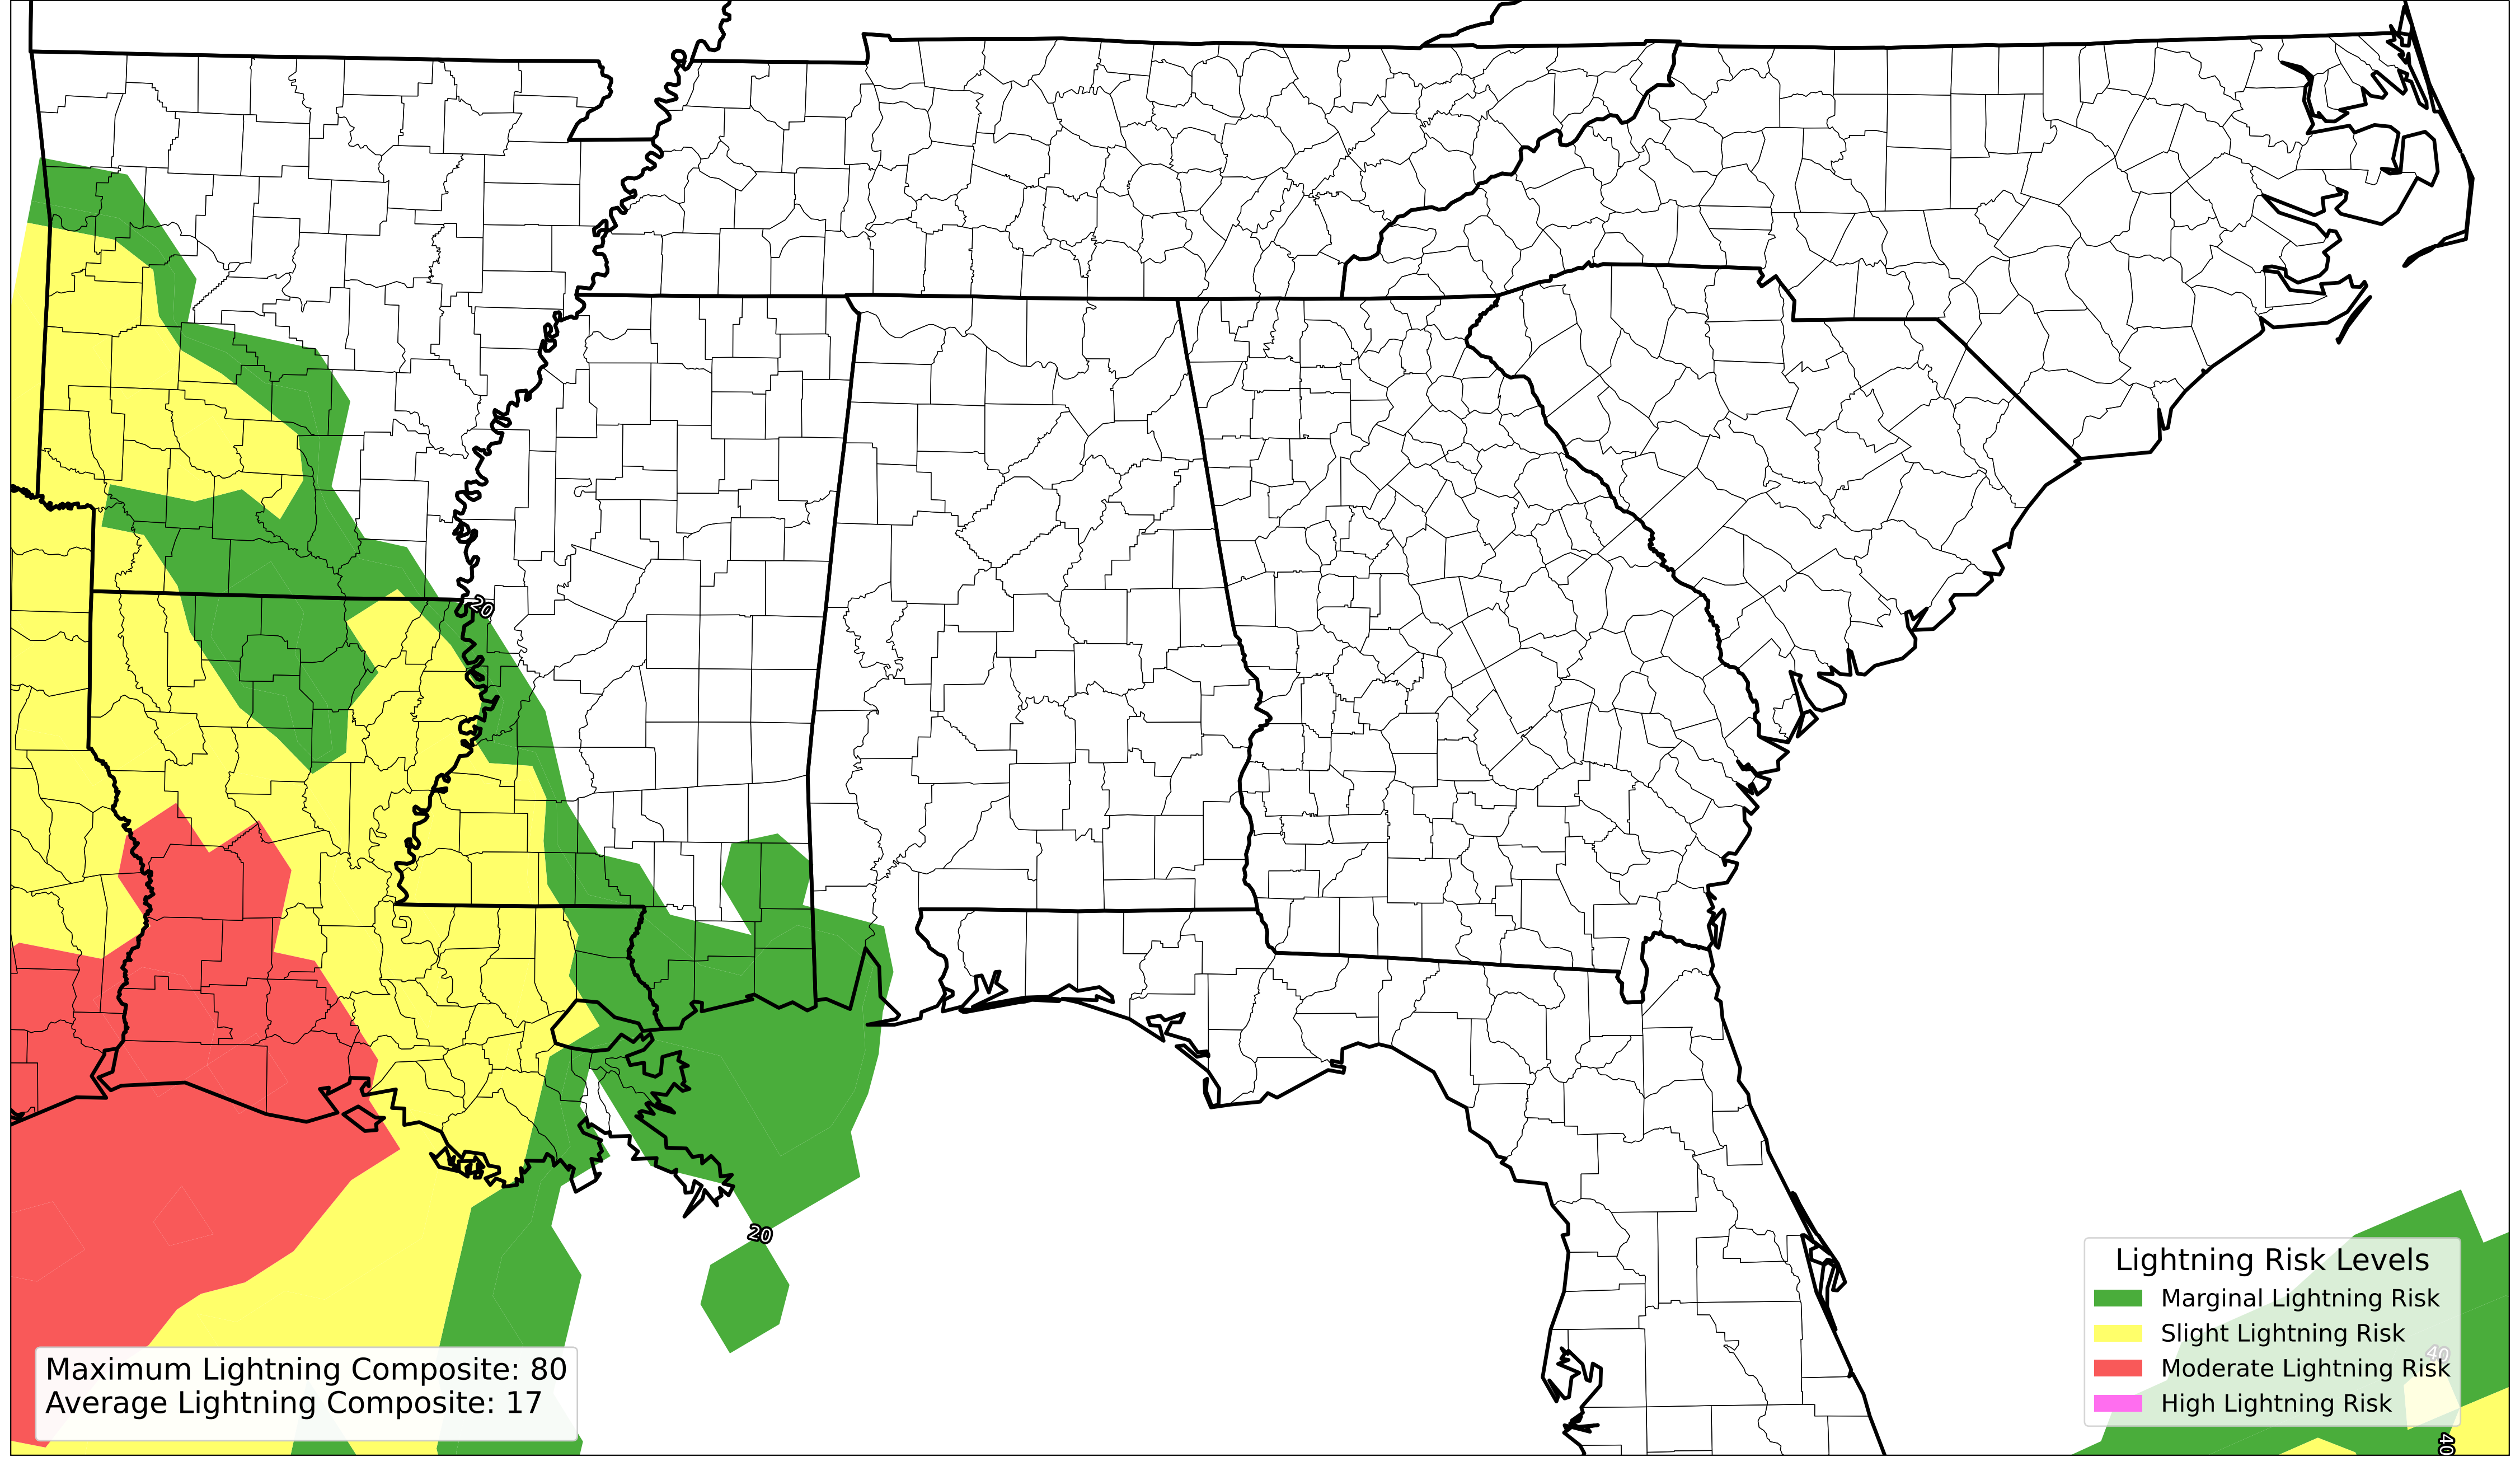 20
20
Lightning Risk Levels
Marginal Lightning Risk
Slight Lightning Risk
40
Moderate Lightning Risk
High Lightning Risk
Maximum Lightning Composite: 80
Average Lightning Composite: 17
40